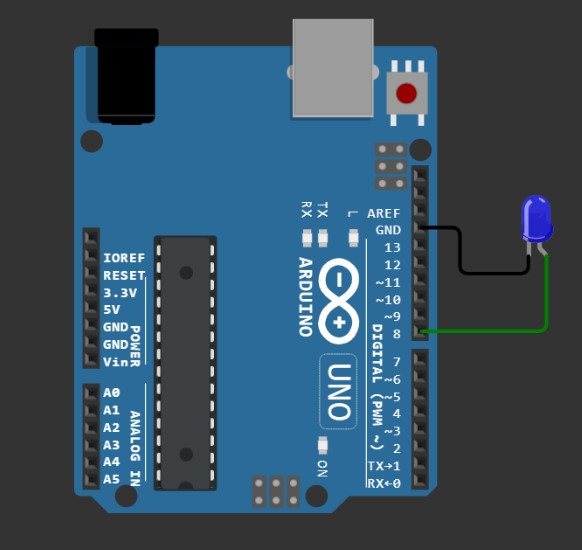 RX
TX
L
AREF
GND
13
12
~11
~10
~9
8
7
~6
~5
4
~3
2
TX→1
RX←0
DIGITAL (PWM ~)
ARDUINO
UNO
ON
IOREF
RESET
3.3V
5V
GND
GND
Vin
POWER
A0
A1
A2
A3
A4
A5
ANALOG IN